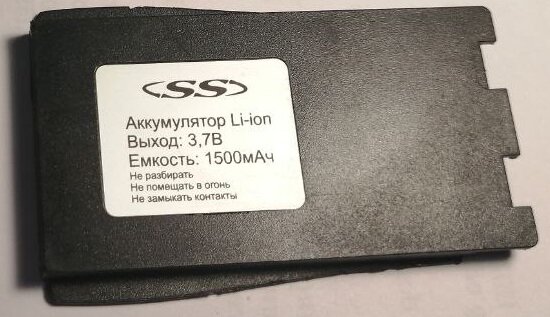 SS
Аккумулятор Li-ion
Выход: 3,7В
Емкость: 1500мАч
Не разбирать
Не помещать в огонь
Не замыкать контакты